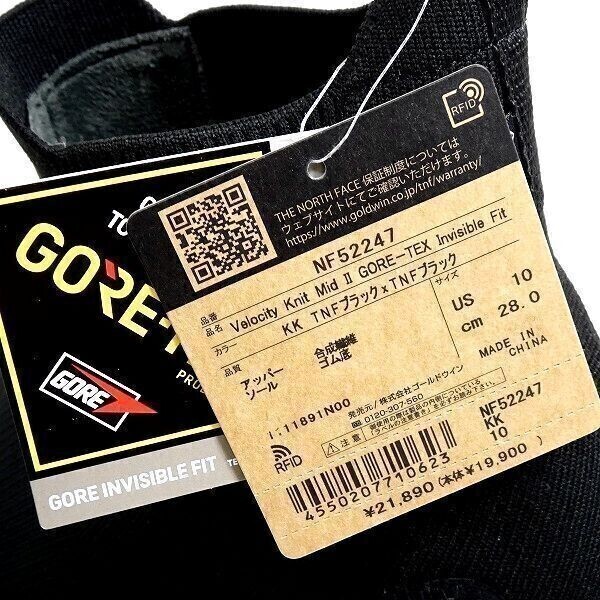 GORE-T
GORE
GORE INVISIBLE FIT
RFID
THE NORTH FACE 保証制度については
ウェブサイトにてご確認いただけます。
https://www.goldwin.co.jp/tnf/warranty/
品番 NF52247
品名 Velocity Knit Mid II GORE-TEX Invisible Fit
カラー KK TNFブラック×TNFブラック
サイズ US 10
cm 28.0
品質 アッパー 合成繊維
ソール ゴム底
MADE IN
CHINA
11891N00
発売元/株式会社ゴールドウイン
0120-307-560
注意
RFID
NF52247
KK
10
4550207710623
¥21,890 (本体¥19,900)